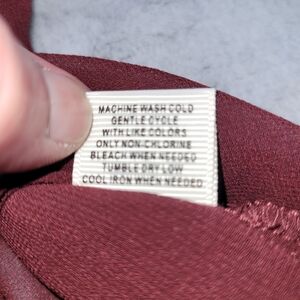 MACHINE WASH COLD
GENTLE CYCLE
WITH LIKE COLORS
ONLY NON-CHLORINE
BLEACH WHEN NEEDED
TUMBLE DRY LOW
COOL IRON WHEN NEEDED